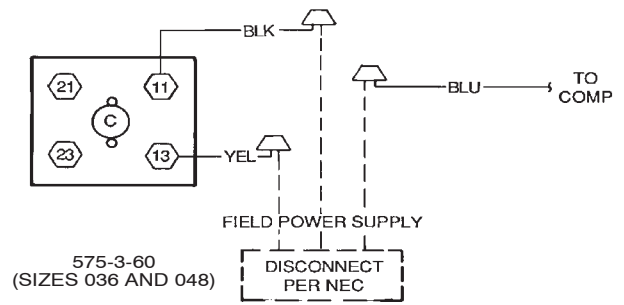 BLK
21
11
BLU
TO
COMP
C
23
13
YEL
FIELD POWER SUPPLY
575-3-60
(SIZES 036 AND 048)
DISCONNECT
PER NEC